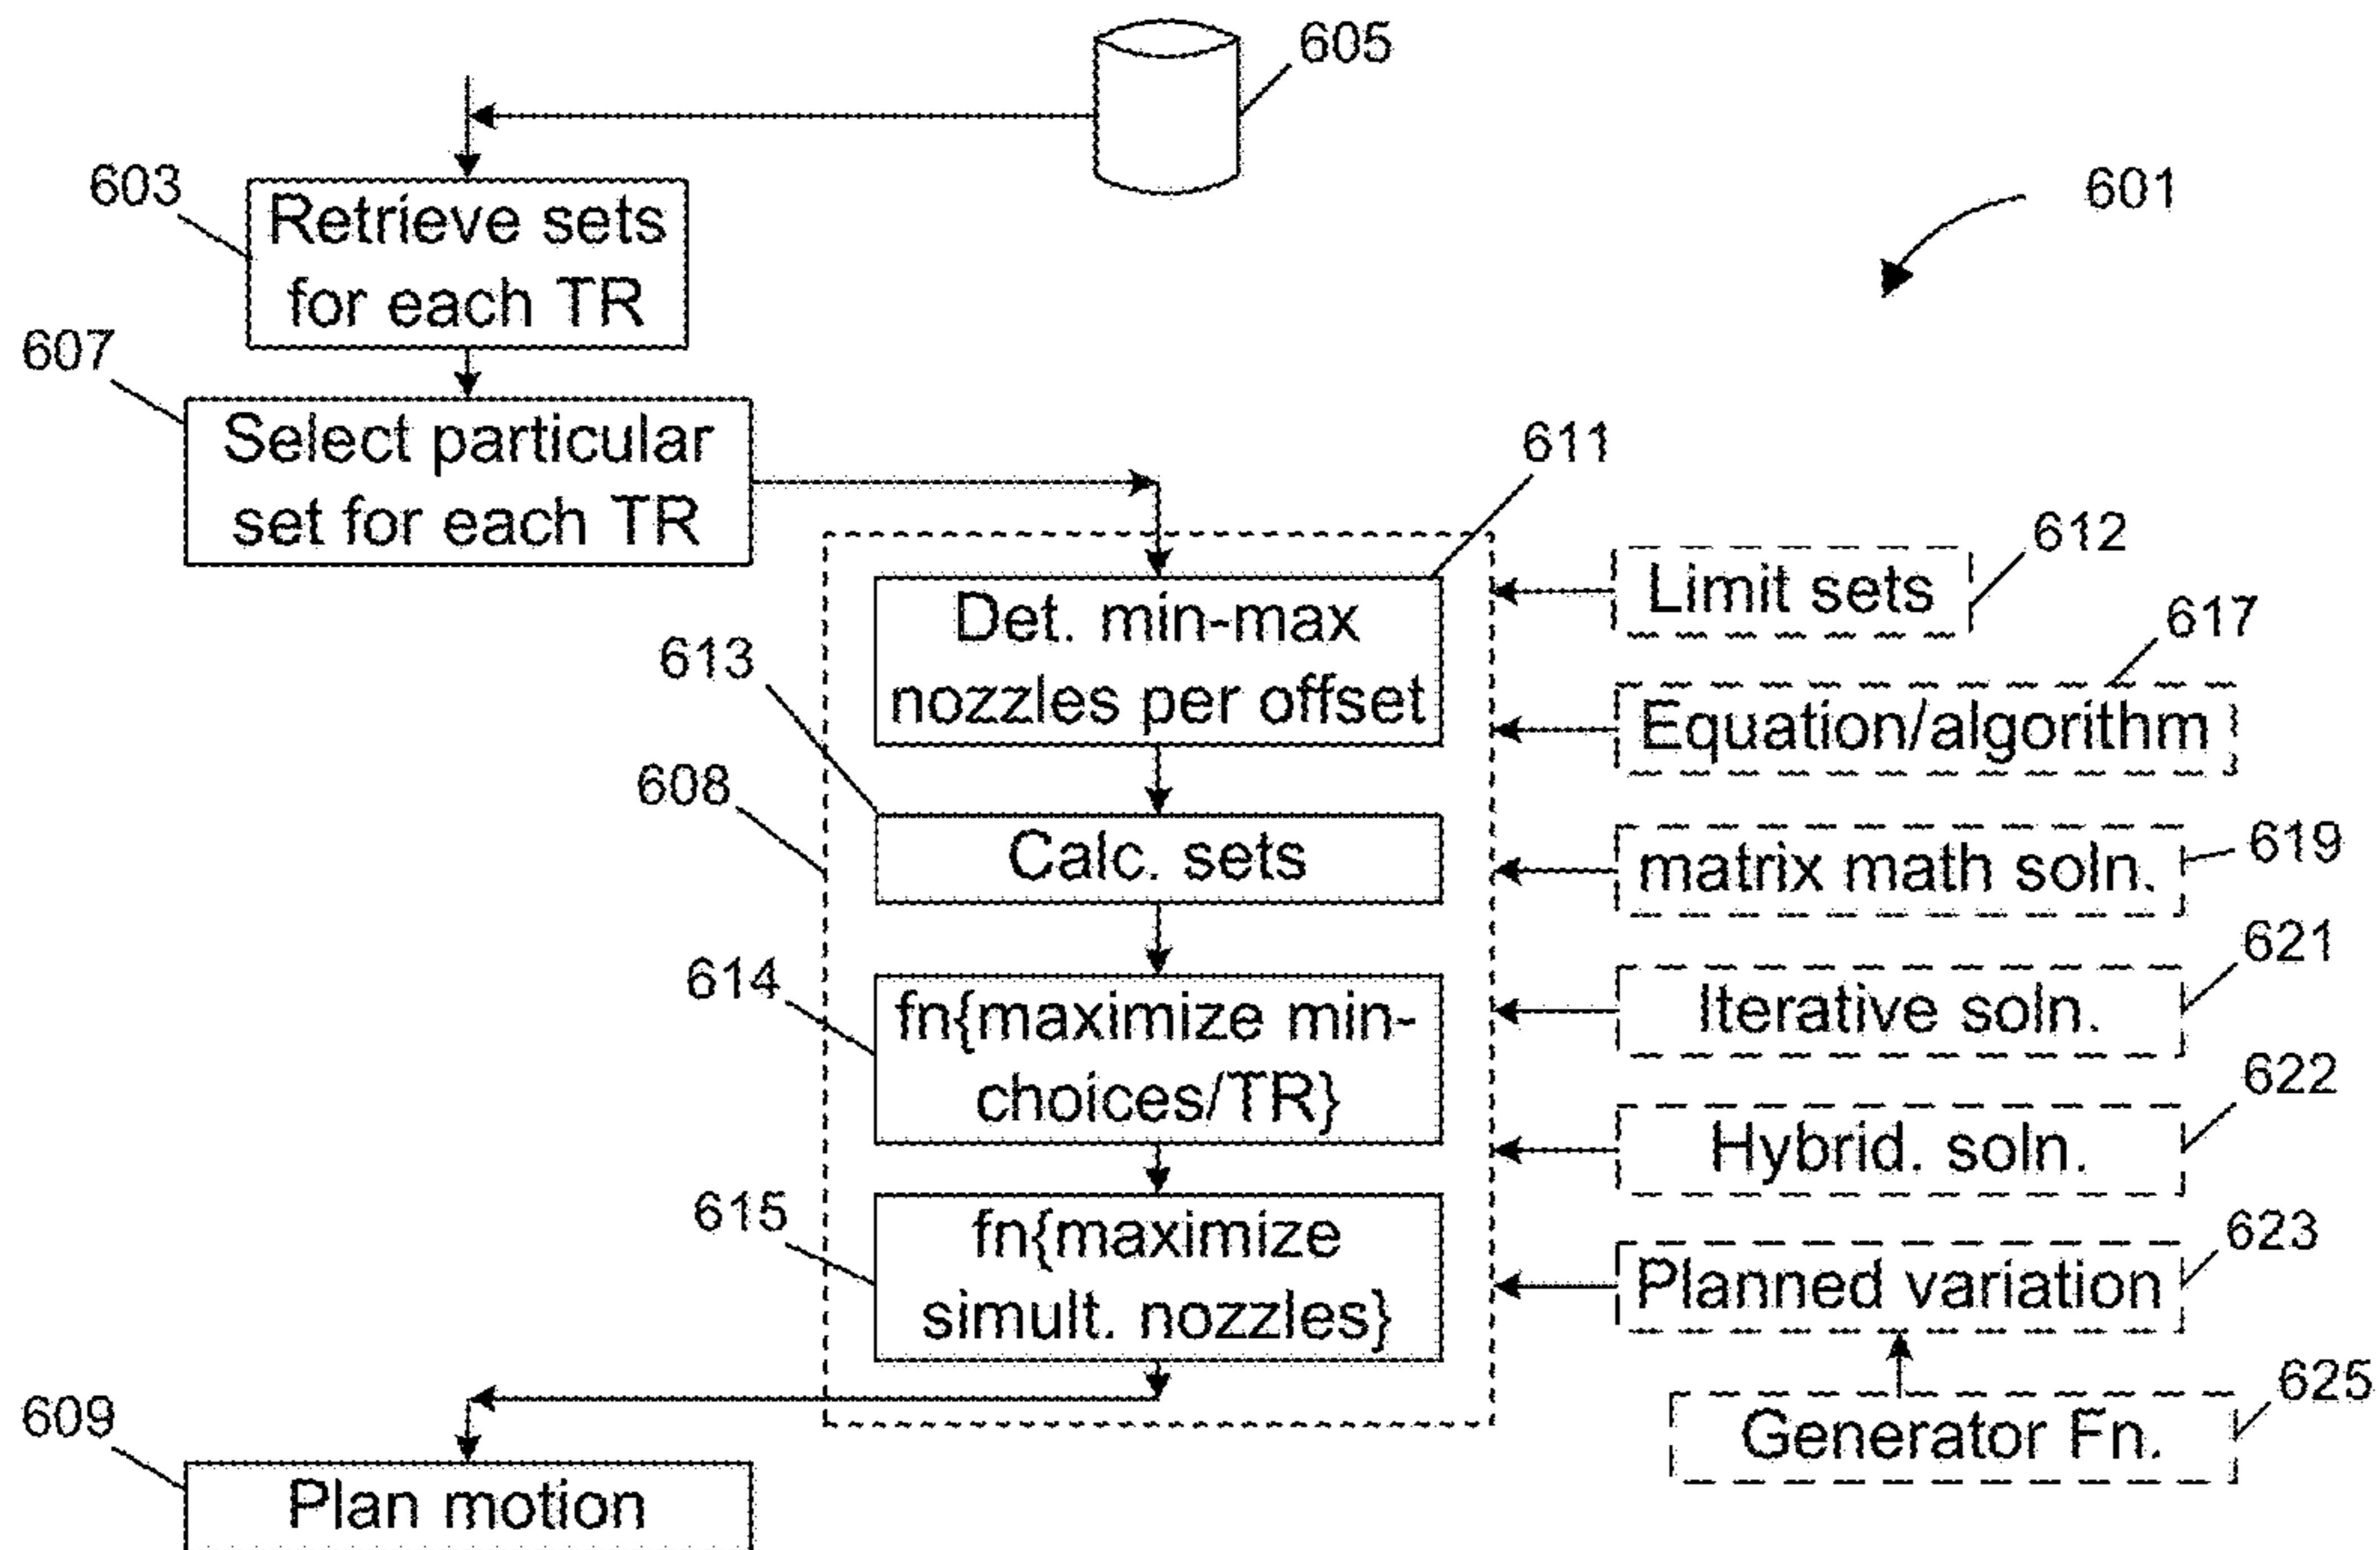 605
601
603
Retrieve sets
for each TR
607
Select particular
set for each TR
611
612
Det. min-max
nozzles per offset
Limit sets
617
Equation/algorithm
613
Calc. sets
608
619
matrix math soln.
621
614
fn{maximize min-
choices/TR}
Iterative soln.
622
Hybrid. soln.
615
fn{maximize
simult. nozzles}
623
Planned variation
625
Generator Fn.
609
Plan motion